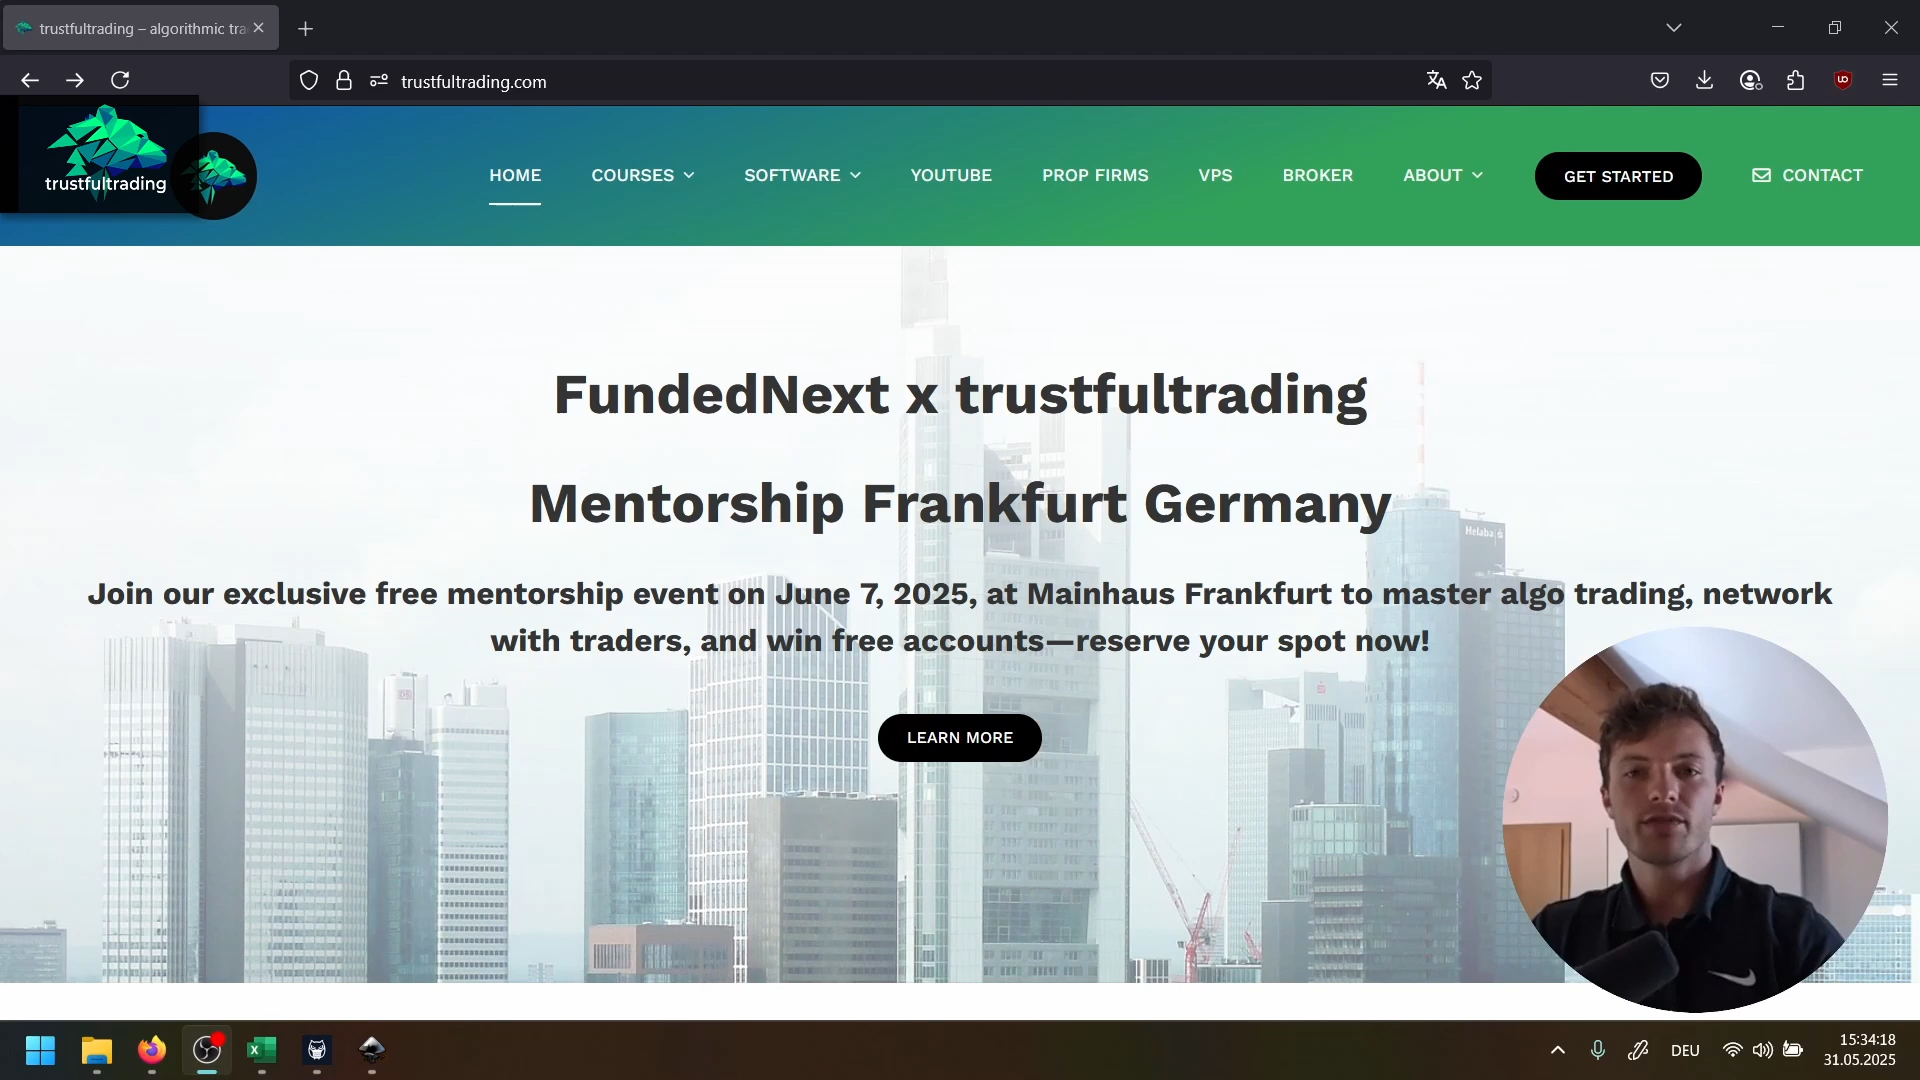 trustfultrading – algorithmic tra
trustfultrading.com
trustfultrading
HOME
COURSES
SOFTWARE
YOUTUBE
PROP FIRMS
VPS
BROKER
ABOUT
GET STARTED
CONTACT
FundedNext x trustfultrading
Mentorship Frankfurt Germany
Helaba
Join our exclusive free mentorship event on June 7, 2025, at Mainhaus Frankfurt to master algo trading, network
with traders, and win free accounts—reserve your spot now!
LEARN MORE
DEU
15:34:18
31.05.2025